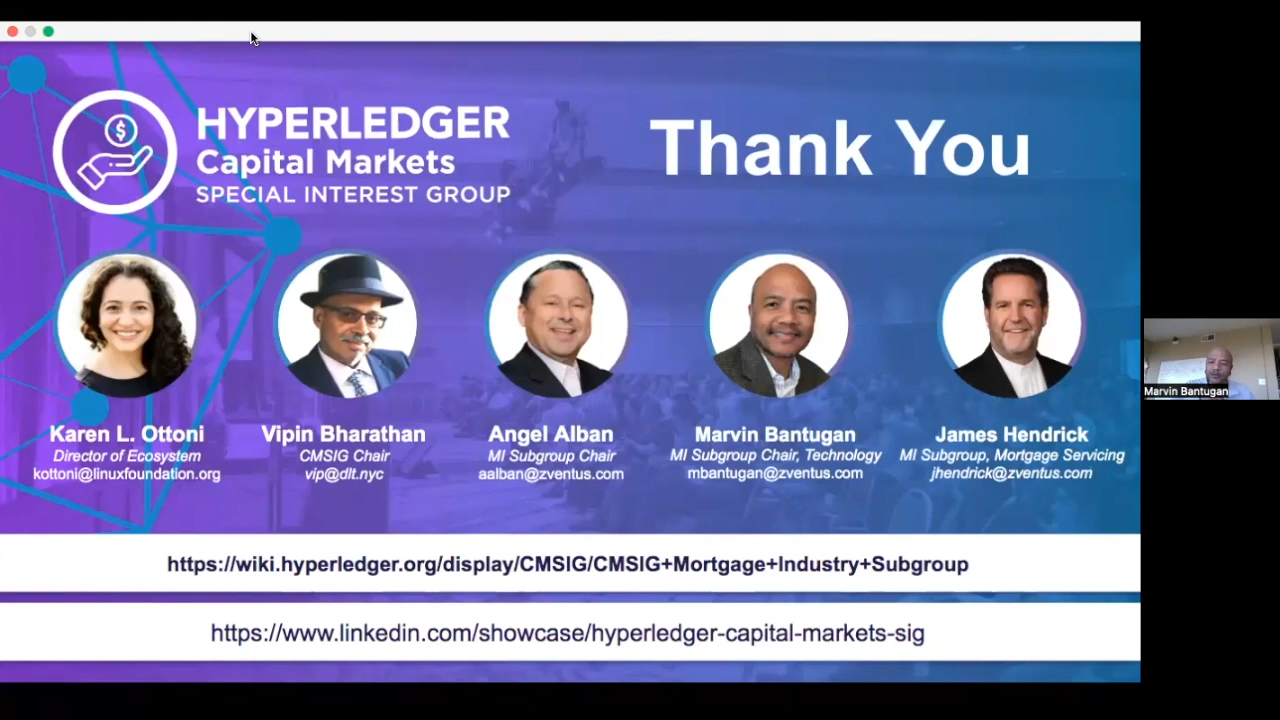 HYPERLEDGER
Capital Markets
SPECIAL INTEREST GROUP
$
Thank You
Karen L. Ottoni
Director of Ecosystem
kottoni@linuxfoundation.org
Vipin Bharathan
CMSIG Chair
vip@dlt.nyc
Angel Alban
MI Subgroup Chair
aalban@zventus.com
Marvin Bantugan
MI Subgroup Chair, Technology
mbantugan@zventus.com
James Hendrick
MI Subgroup, Mortgage Servicing
jhendrick@zventus.com
https://wiki.hyperledger.org/display/CMSIG/CMSIG+Mortgage+Industry+Subgroup
https://www.linkedin.com/showcase/hyperledger-capital-markets-sig
Marvin Bantugan